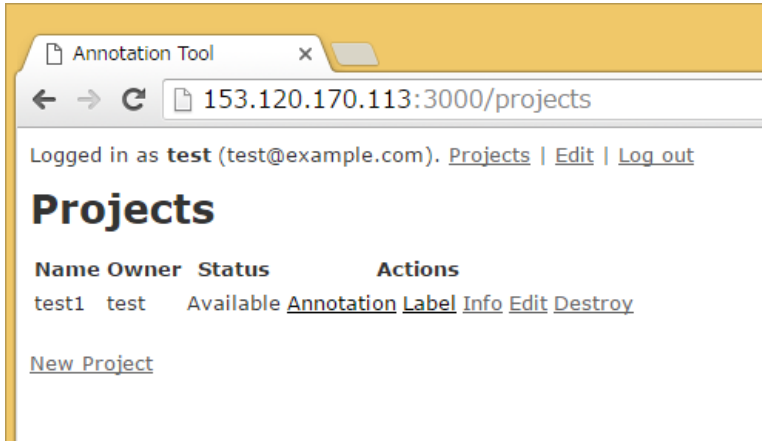 Annotation Tool
153.120.170.113:3000/projects
Logged in as test (test@example.com). Projects | Edit | Log out
Projects
Name Owner Status Actions
test1 test Available Annotation Label Info Edit Destroy
New Project